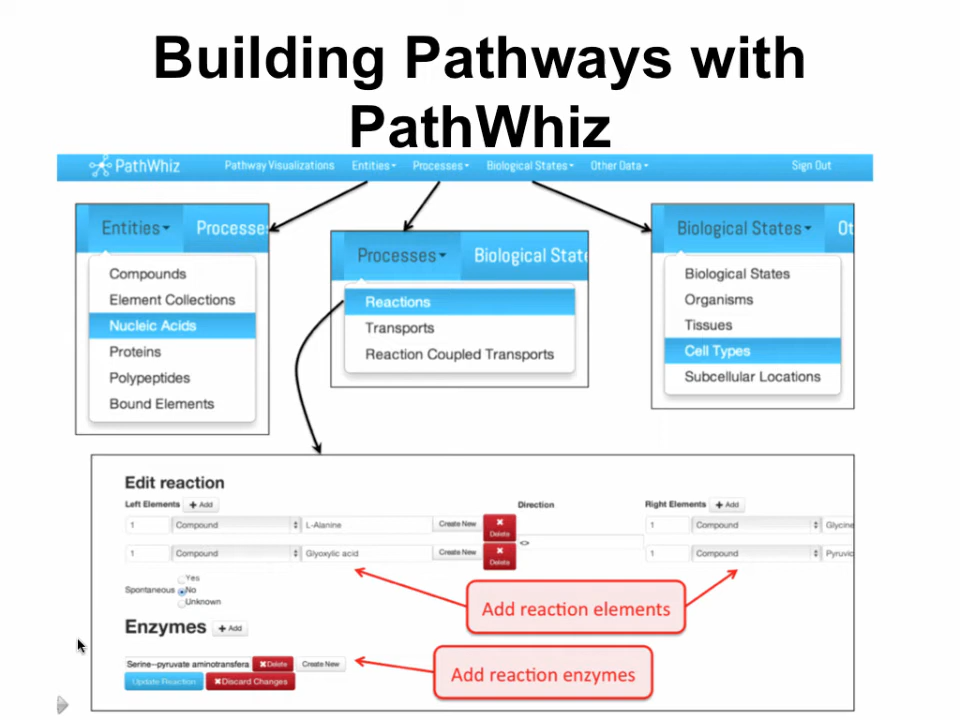 Building Pathways with
PathWhiz
PathWhiz Pathway Visualizations Entities Processes Biological States Other Data Sign Out
Entities Processe
Compounds
Element Collections
Nucleic Acids
Proteins
Polypeptides
Bound Elements
Processes Biological State
Reactions
Transports
Reaction Coupled Transports
Biological States Ot
Biological States
Organisms
Tissues
Cell Types
Subcellular Locations
Edit reaction
Left Elements + Add Direction Right Elements + Add
1 Compound L-Alanine Create New ✖ Delete 1 Compound Glycine
1 Compound Glyoxylic acid Create New ✖ Delete <> 1 Compound Pyruvic
Spontaneous Yes
No
Unknown
Add reaction elements
Enzymes + Add
Serine-pyruvate aminotransfera ✖ Delete Create New
Update Reaction ✖ Discard Changes
Add reaction enzymes